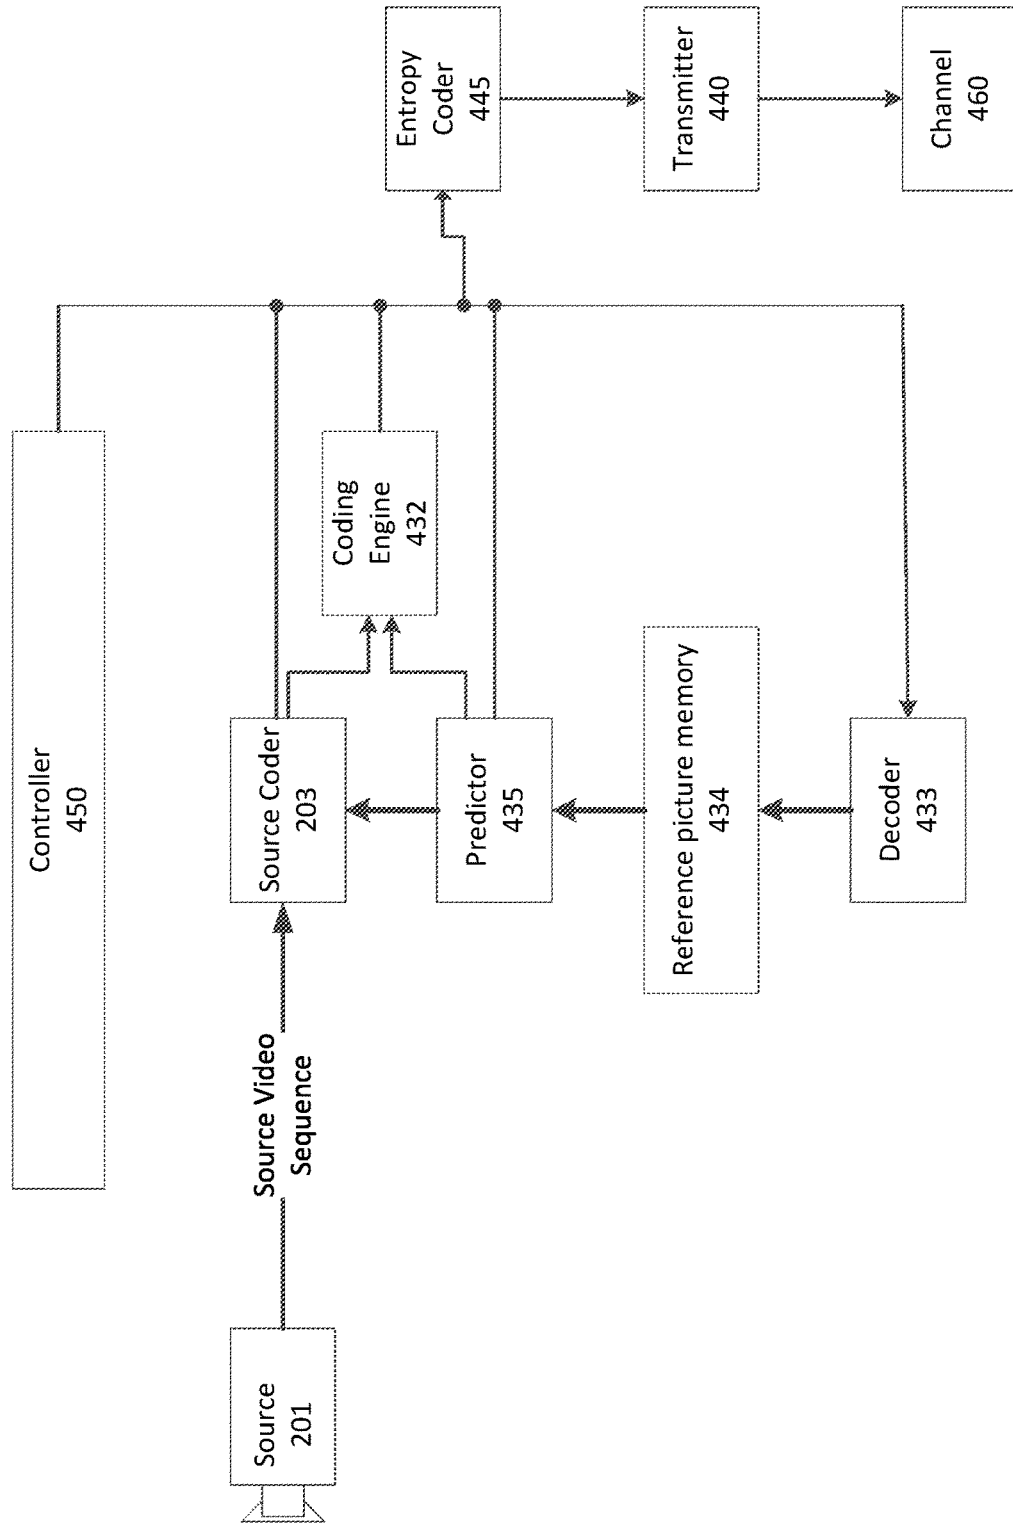 Controller
450
Source
201
Source Video
Sequence
Source Coder
203
Coding
Engine
432
Predictor
435
Reference picture memory
434
Decoder
433
Entropy
Coder
445
Transmitter
440
Channel
460